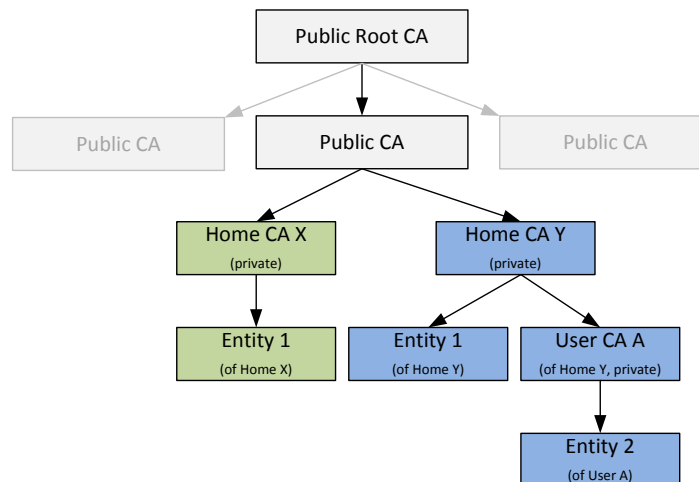 Public Root CA
Public CA
Public CA
Public CA
Home CA X
(private)
Home CA Y
(private)
Entity 1
(of Home X)
Entity 1
(of Home Y)
User CA A
(of Home Y, private)
Entity 2
(of User A)